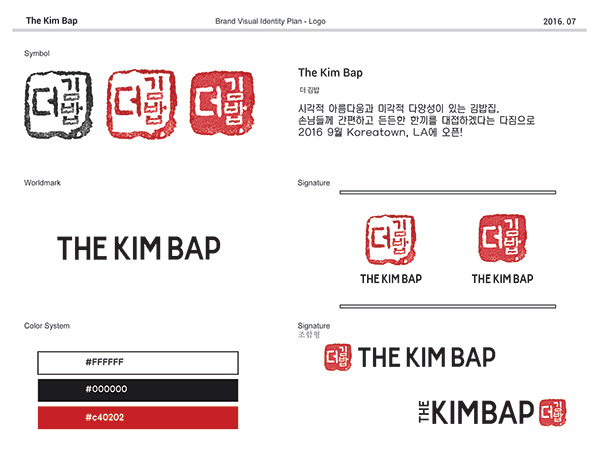 The Kim Bap
Brand Visual Identity Plan - Logo
2016. 07
Symbol
더 김밥
더 김밥
더 김밥
The Kim Bap
더 김밥
시각적 아름다움과 미각적 다양성이 있는 김밥집.
손님들께 간편하고 든든한 한끼를 대접하겠다는 다짐으로
2016 9월 Koreatown, LA에 오픈!
Worldmark
THE KIM BAP
Signature
더 김밥
THE KIM BAP
더 김밥
THE KIM BAP
Color System
#FFFFFF
#000000
#c40202
Signature
조합형
더 김밥 THE KIM BAP
THE KIMBAP 더 김밥